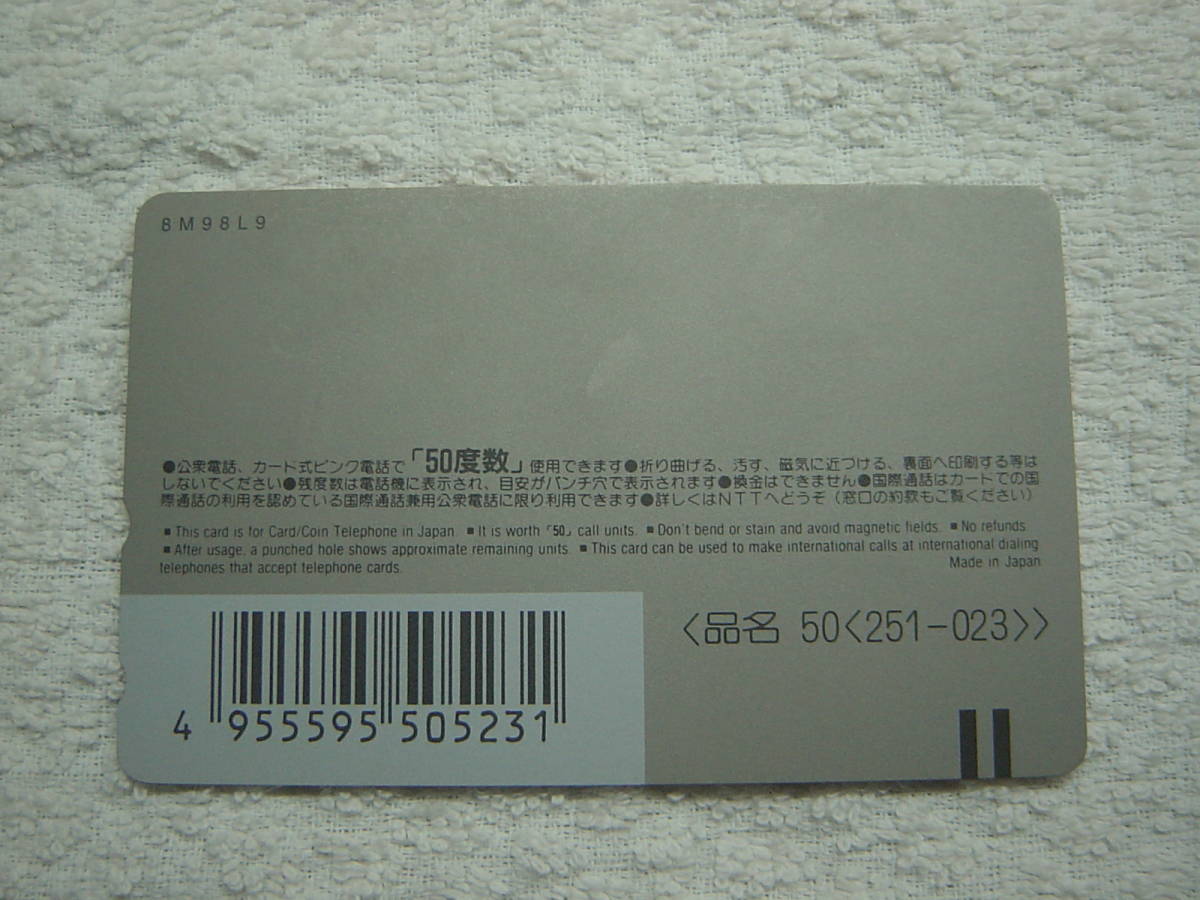 8M98L9
●公衆電話、カード式ピンク電話で「50度数」使用できます●折り曲げる、汚す、磁気に近づける、裏面へ印刷する等は
しないでください●残度数は電話機に表示され、目安がパンチ穴で表示されます●換金はできません●国際通話はカードでの国
際通話の利用を認めている国際通話兼用公衆電話に限り利用できます●詳しくはNTTへどうぞ(窓口の約款もご覧ください)
■ This card is for Card/Coin Telephone in Japan. ■ It is worth「50」call units. ■ Don't bend or stain and avoid magnetic fields. ■ No refunds.
■ After usage, a punched hole shows approximate remaining units. ■ This card can be used to make international calls at international dialing
telephones that accept telephone cards.
Made in Japan
〈品名 50〈251-023〉〉
4 955595 505231